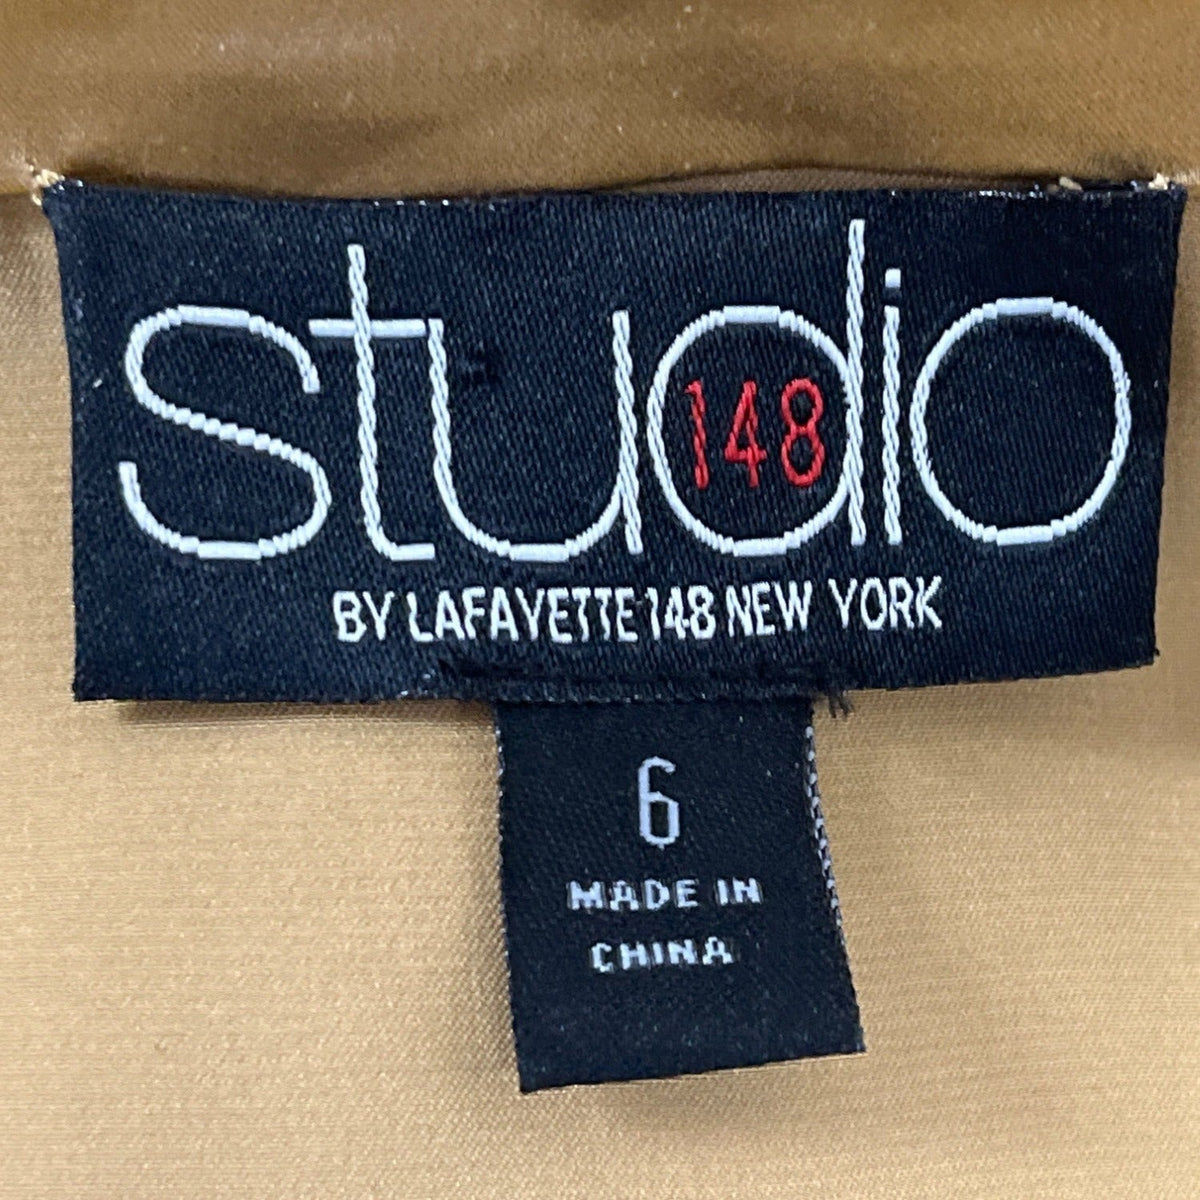 studio
148
BY LAFAYETTE 148 NEW YORK
6
MADE IN
CHINA